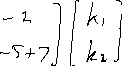 -2 ] [ k₁
-5+7 ] [ k₂ ]